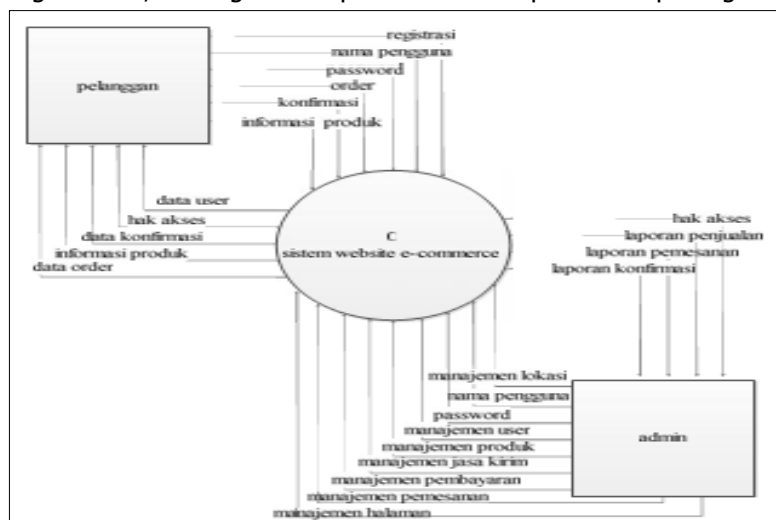 registrasi
nama pengguna
password
order
konfirmasi
informasi produk
pelanggan
data user
hak akses
data konfirmasi
informasi produk
data order
C
sistem website e-commerce
hak akses
laporan penjualan
laporan pemesanan
laporan konfirmasi
manajemen lokasi
nama pengguna
password
manajemen user
manajemen produk
manajemen jasa kirim
manajemen pembayaran
manajemen pemesanan
manajemen halaman
admin